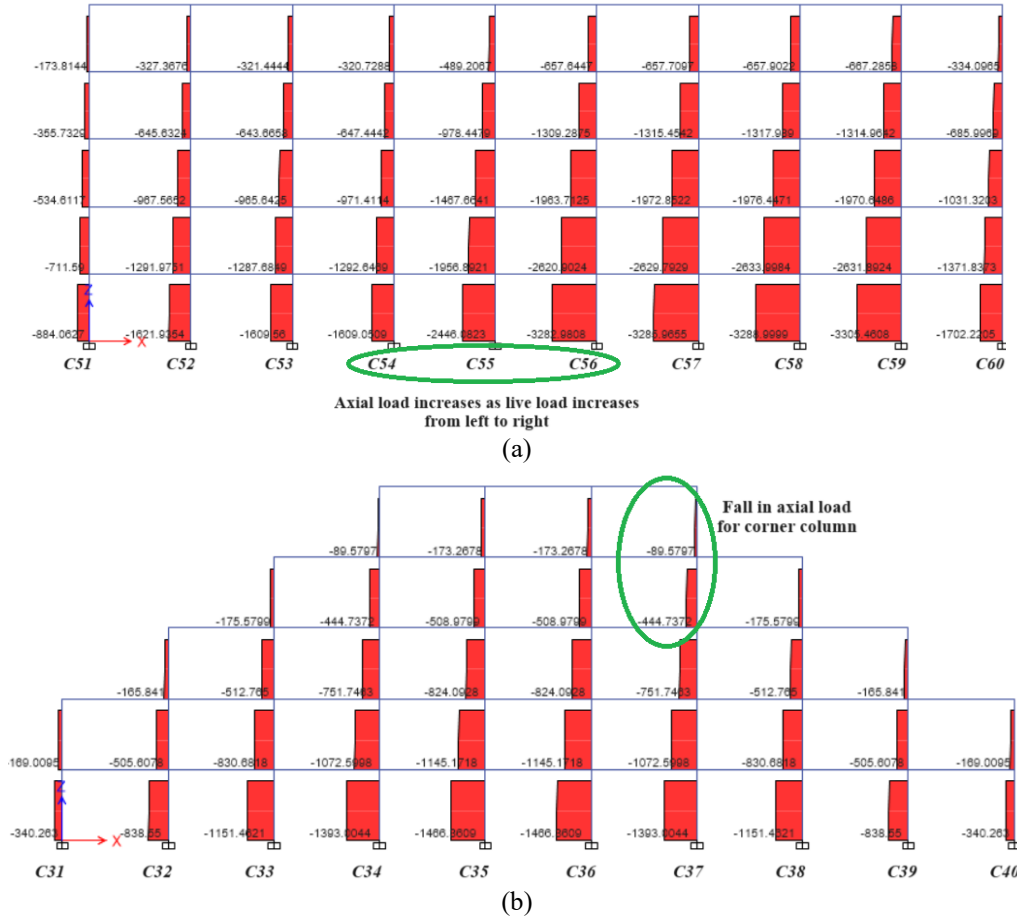 -173.8144 -327.3676 -321.4444 -320.7288 -489.2067 -657.6447 -657.7097 -657.9022 -667.2858 -334.0965
-355.7329 -645.6324 -643.6658 -647.4442 -978.4479 -1309.2875 -1315.4542 -1317.989 -1314.9642 -685.9969
-534.6117 -967.5652 -965.6425 -971.4114 -1467.6641 -1963.7125 -1972.8522 -1976.4471 -1970.6486 -1031.3203
-711.59 -1291.9751 -1287.6849 -1292.6469 -1956.8921 -2620.9024 -2629.7929 -2633.9984 -2631.8924 -1371.8373
Z
-884.0627 -1621.9354 -1609.56 -1609.0509 -2446.0823 -3282.9808 -3286.9655 -3288.9999 -3305.4608 -1702.2205
X
C51 C52 C53 C54 C55 C56 C57 C58 C59 C60
Axial load increases as live load increases
from left to right
(a)
Fall in axial load
for corner column
-89.5797 -173.2678 -173.2678 -89.5797
-175.5799 -444.7372 -508.9799 -508.9799 -444.7372 -175.5799
-165.841 -512.765 -751.7463 -824.0928 -824.0928 -751.7463 -512.765 -165.841
-169.0095 -505.6078 -830.6818 -1072.5998 -1145.1718 -1145.1718 -1072.5998 -830.6818 -505.6078 -169.0095
Z
-340.263 -838.55 -1151.4621 -1393.0044 -1466.3609 -1466.3609 -1393.0044 -1151.4621 -838.55 -340.263
X
C31 C32 C33 C34 C35 C36 C37 C38 C39 C40
(b)